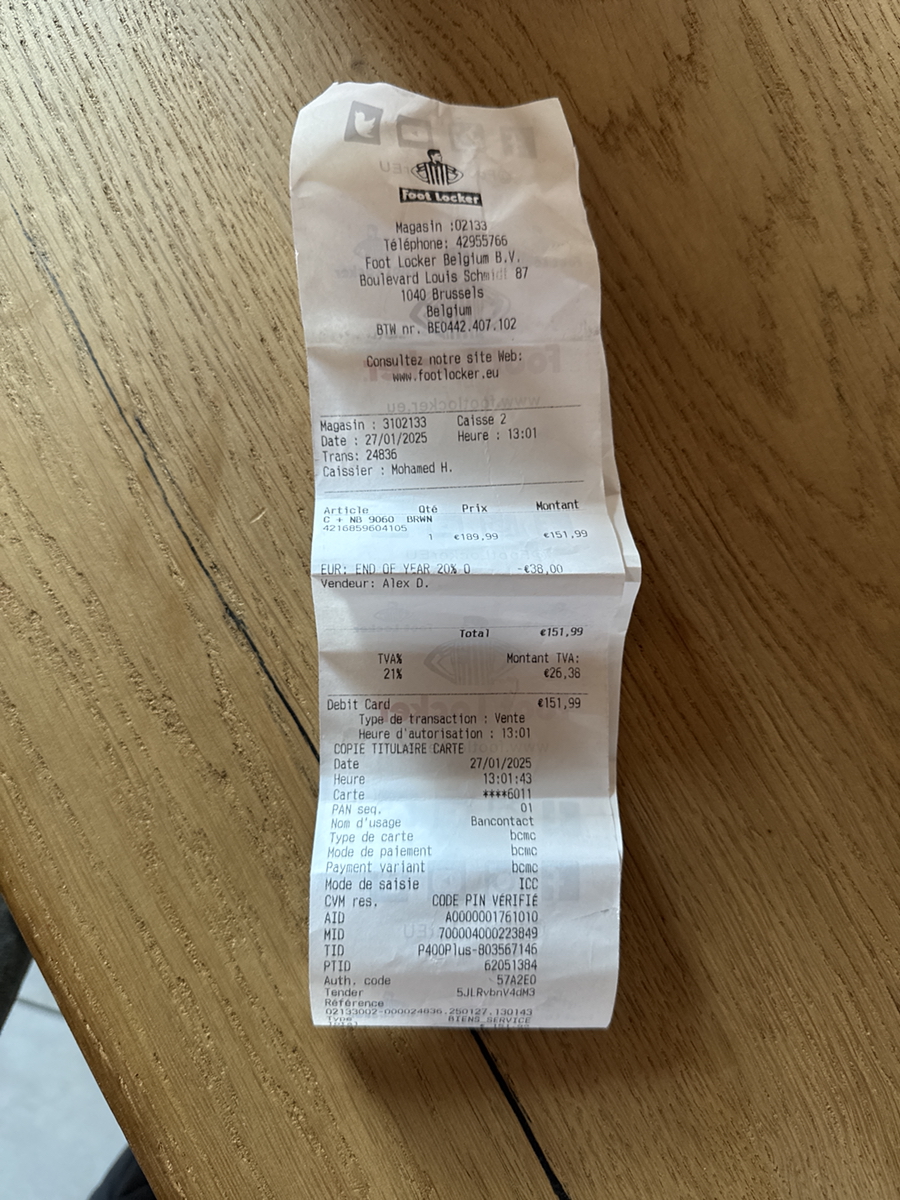 Foot Locker
Magasin :02133
Téléphone: 42955766
Foot Locker Belgium B.V.
Boulevard Louis Schmidt 87
1040 Brussels
Belgium
BTW nr. BE0442.407.102
Consultez notre site Web:
www.footlocker.eu
Magasin : 3102133 Caisse 2
Date : 27/01/2025 Heure : 13:01
Trans: 24836
Caissier : Mohamed H.
Article Qté Prix Montant
C + NB 9060 BRWN
4216859604105
1 €189,99 €151,99
EUR: END OF YEAR 20% O -€38,00
Vendeur: Alex D.
Total €151,99
TVA% Montant TVA:
21% €26,38
Debit Card €151,99
Type de transaction : Vente
Heure d'autorisation : 13:01
COPIE TITULAIRE CARTE
Date 27/01/2025
Heure 13:01:43
Carte ****6011
PAN seq. 01
Nom d'usage Bancontact
Type de carte bcmc
Mode de paiement bcmc
Payment variant bcmc
Mode de saisie ICC
CVM res. CODE PIN VÉRIFIÉ
AID A0000001761010
MID 700004000223849
TID P400Plus-803567146
PTID 62051384
Auth. code 57A2E0
Tender 5JLRvbnV4dM3
Référence
02133002-000024836.250127.130143
Type BIENS_SERVICE